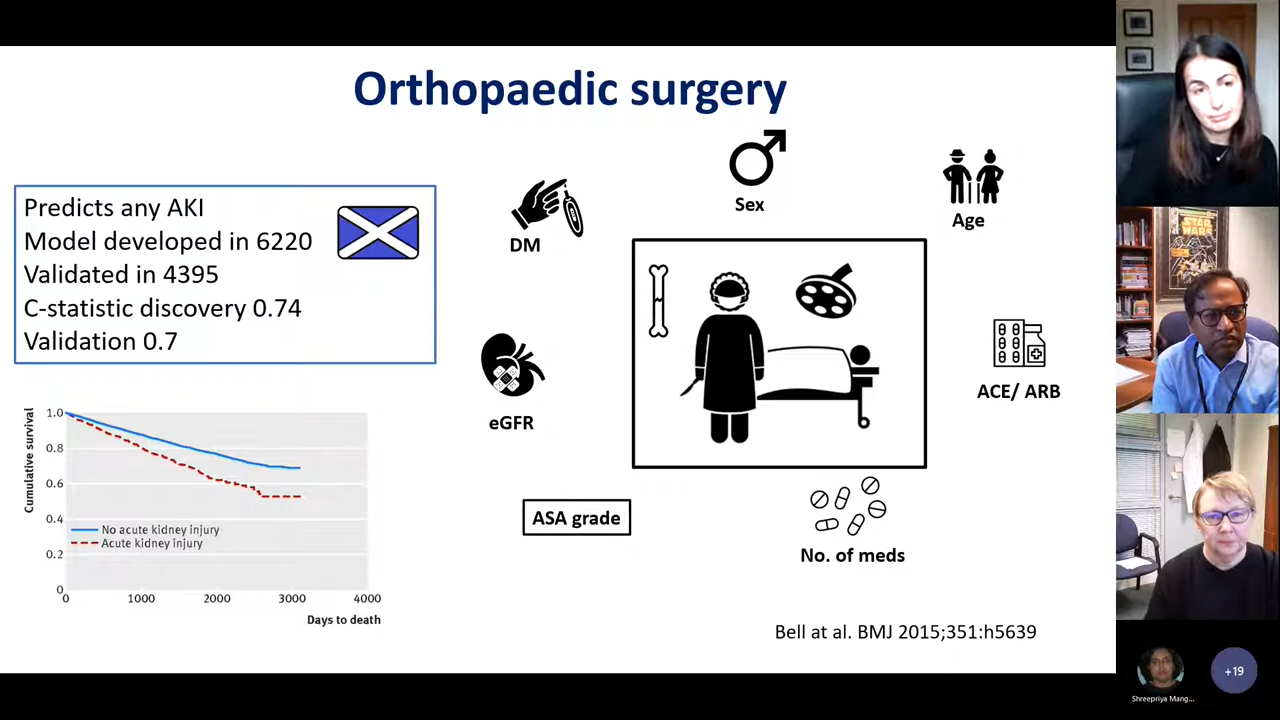 Orthopaedic surgery
Predicts any AKI
Model developed in 6220
Validated in 4395
C-statistic discovery 0.74
Validation 0.7
DM
Sex
Age
eGFR
ACE/ ARB
ASA grade
No. of meds
Cumulative survival
1.0
0.8
0.6
0.4
0.2
0
No acute kidney injury
Acute kidney injury
0 1000 2000 3000 4000
Days to death
Bell at al. BMJ 2015;351:h5639
STAR WARS
Shreepriya Mang...
+19